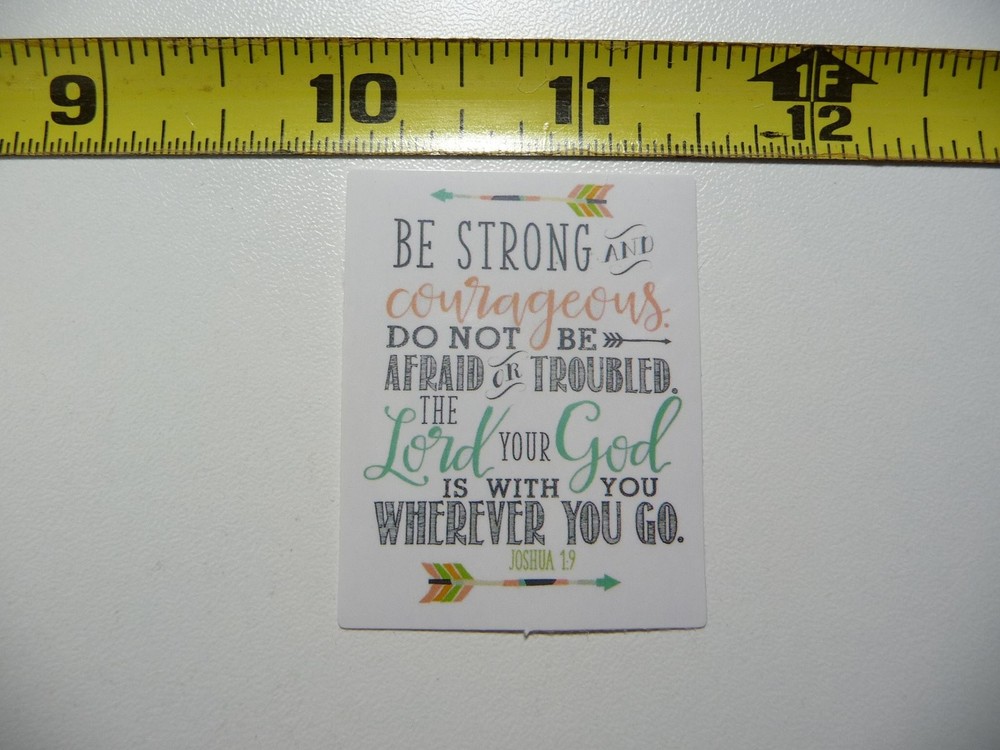 9 10 11 1F 12
BE STRONG AND
courageous.
DO NOT BE
AFRAID OR TROUBLED.
THE
Lord YOUR God
IS WITH YOU
WHEREVER YOU GO.
JOSHUA 1:9